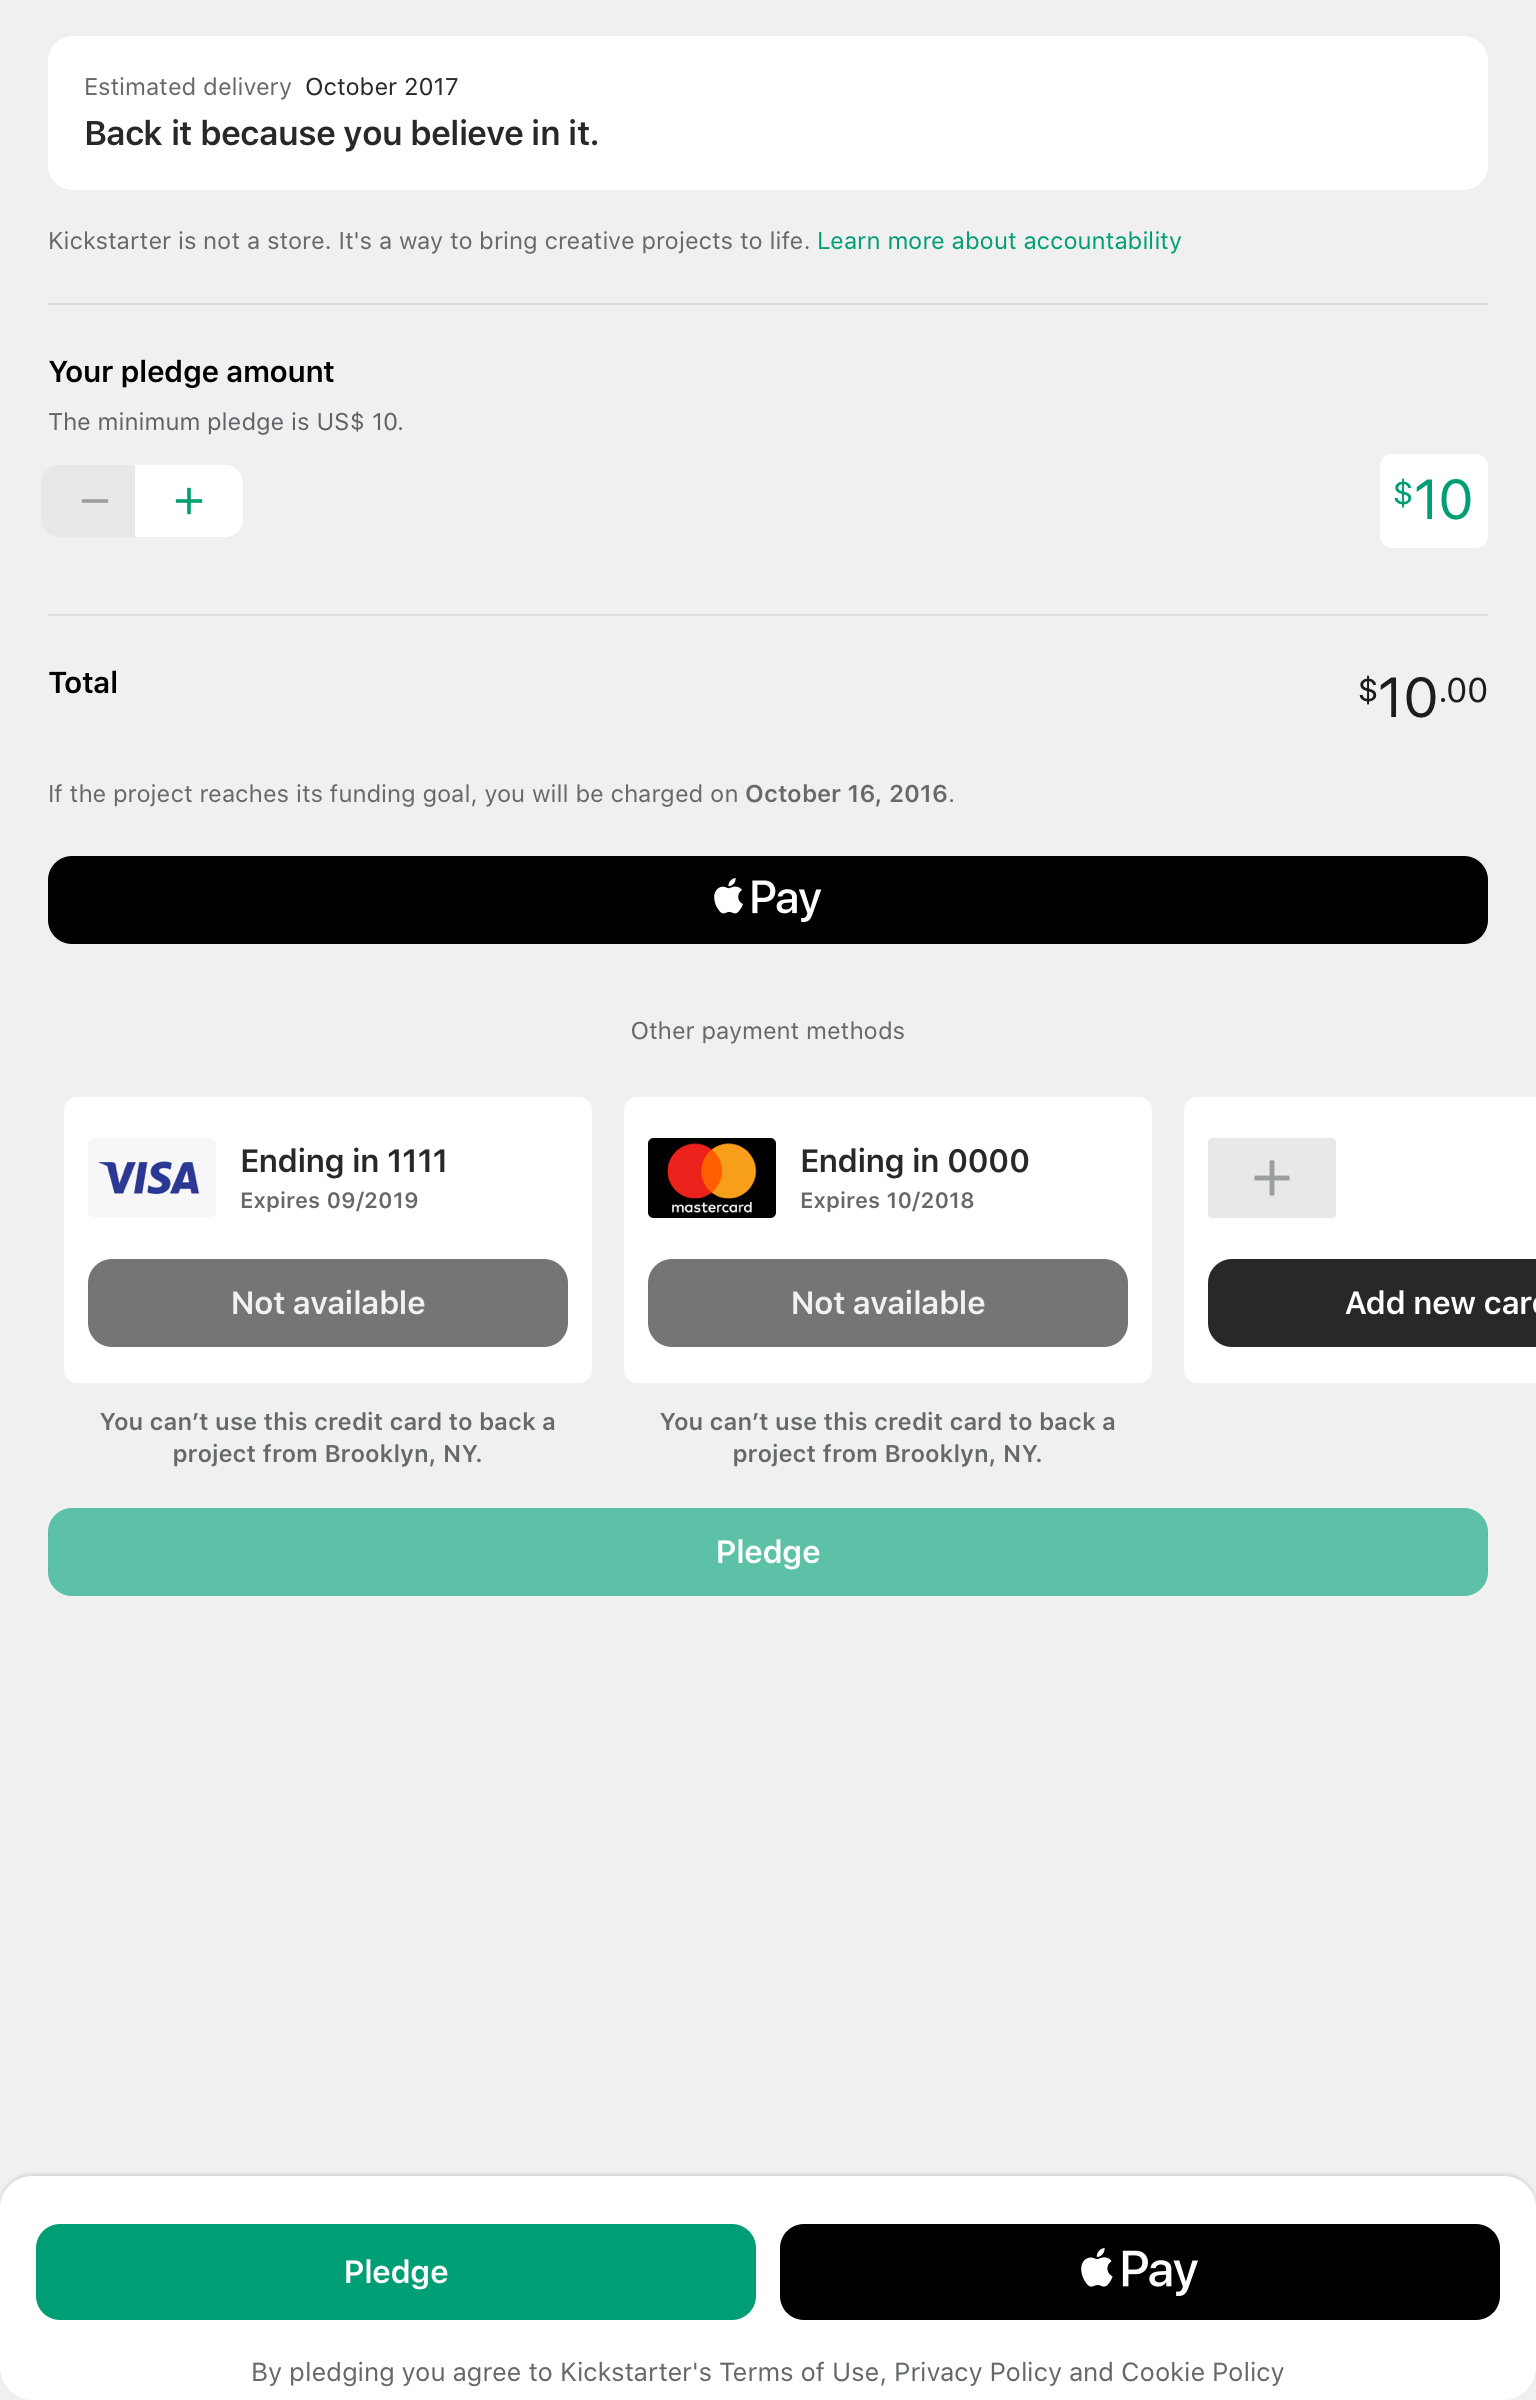 Estimated delivery October 2017
Back it because you believe in it.
Kickstarter is not a store. It's a way to bring creative projects to life. Learn more about accountability
Your pledge amount
The minimum pledge is US$ 10.
− +
$10
Total
$10.00
If the project reaches its funding goal, you will be charged on October 16, 2016.
Pay
Other payment methods
VISA
Ending in 1111
Expires 09/2019
Not available
You can’t use this credit card to back a
project from Brooklyn, NY.
mastercard
Ending in 0000
Expires 10/2018
Not available
You can’t use this credit card to back a
project from Brooklyn, NY.
+
Add new car
Pledge
Pledge
Pay
By pledging you agree to Kickstarter's Terms of Use, Privacy Policy and Cookie Policy